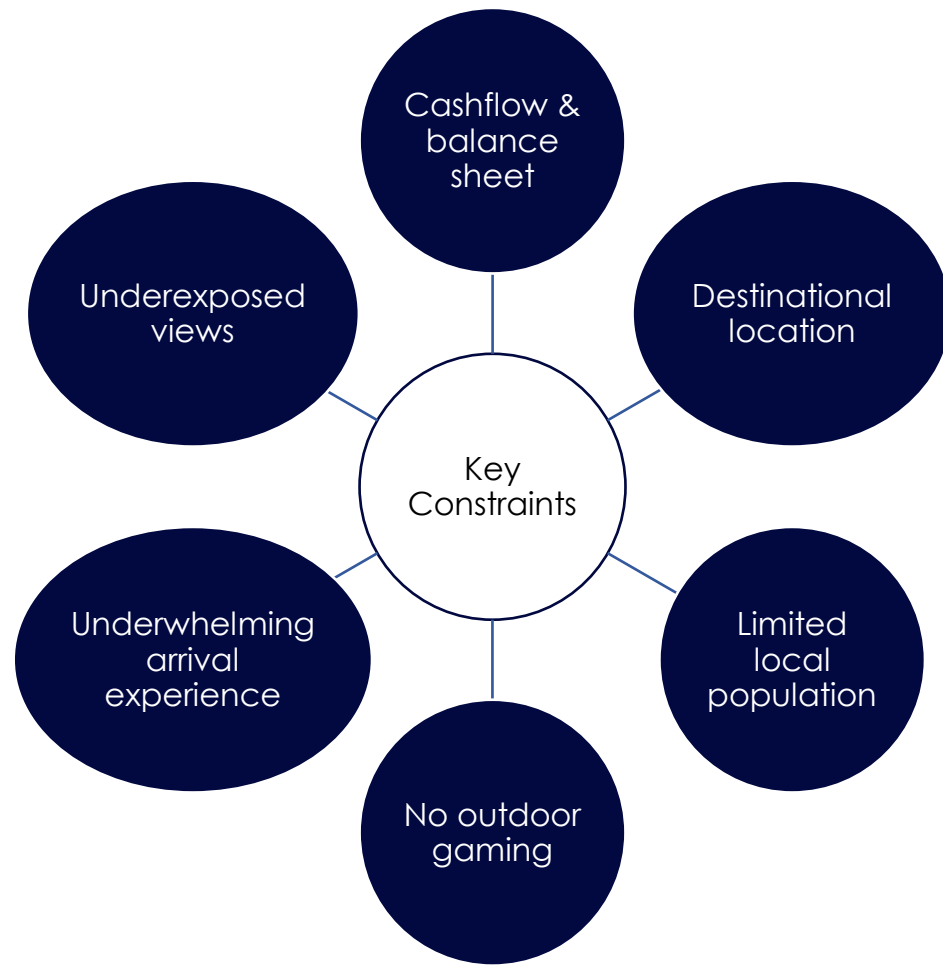 Cashflow &
balance
sheet
Underexposed
views
Destinational
location
Key
Constraints
Underwhelming
arrival
experience
Limited
local
population
No outdoor
gaming